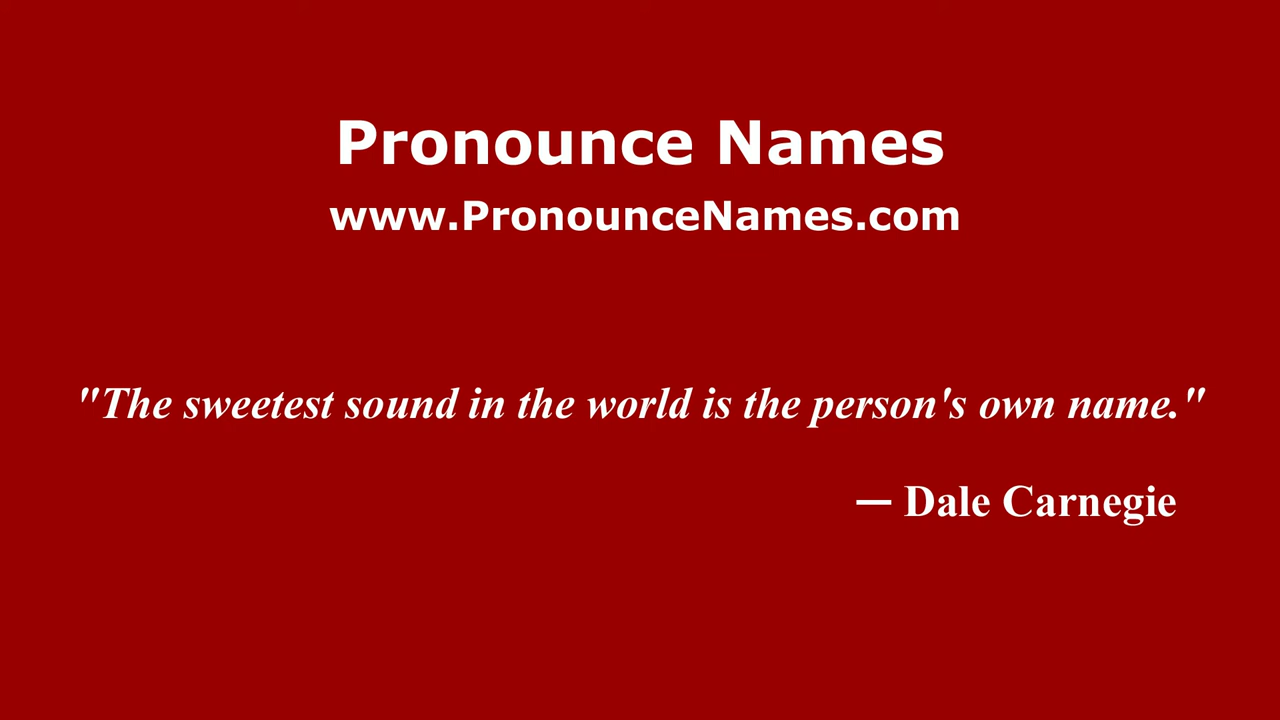 Pronounce Names
www.PronounceNames.com
"The sweetest sound in the world is the person's own name."
— Dale Carnegie